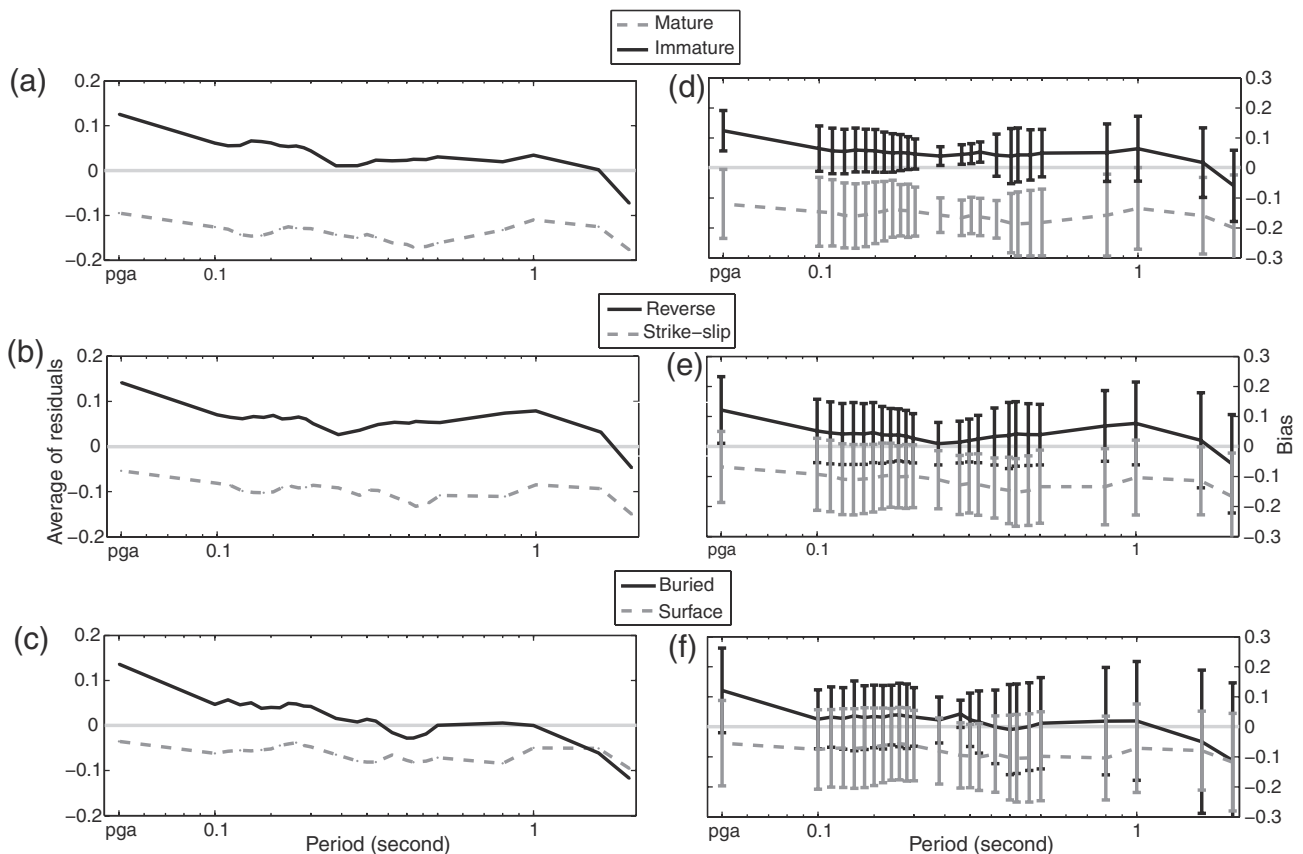 Mature
Immature
(a)
0.2
0.1
0
−0.1
−0.2
pga
0.1
1
(d)
0.3
0.2
0.1
0
−0.1
−0.2
−0.3
pga
0.1
1
Reverse
Strike−slip
(b)
Average of residuals
0.2
0.1
0
−0.1
−0.2
pga
0.1
1
(e)
0.3
0.2
0.1
0
−0.1
−0.2
−0.3
Bias
pga
0.1
1
Buried
Surface
(c)
0.2
0.1
0
−0.1
−0.2
pga
0.1
1
Period (second)
(f)
0.3
0.2
0.1
0
−0.1
−0.2
−0.3
pga
0.1
1
Period (second)